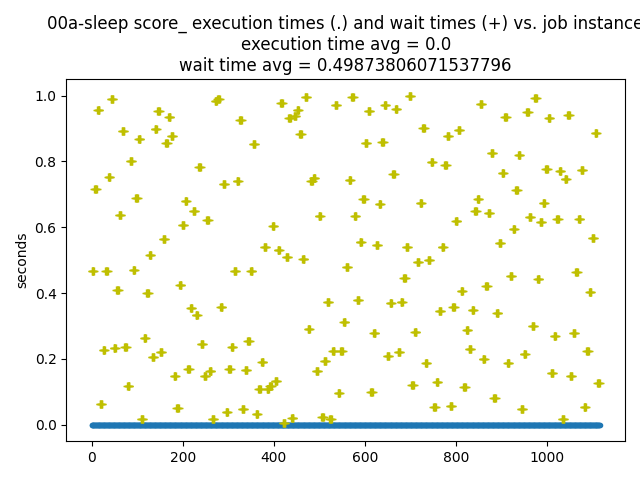 00a-sleep score_ execution times (.) and wait times (+) vs. job instance
execution time avg = 0.0
wait time avg = 0.49873806071537796
1.0
0.8
0.6
0.4
0.2
0.0
seconds
0 200 400 600 800 1000